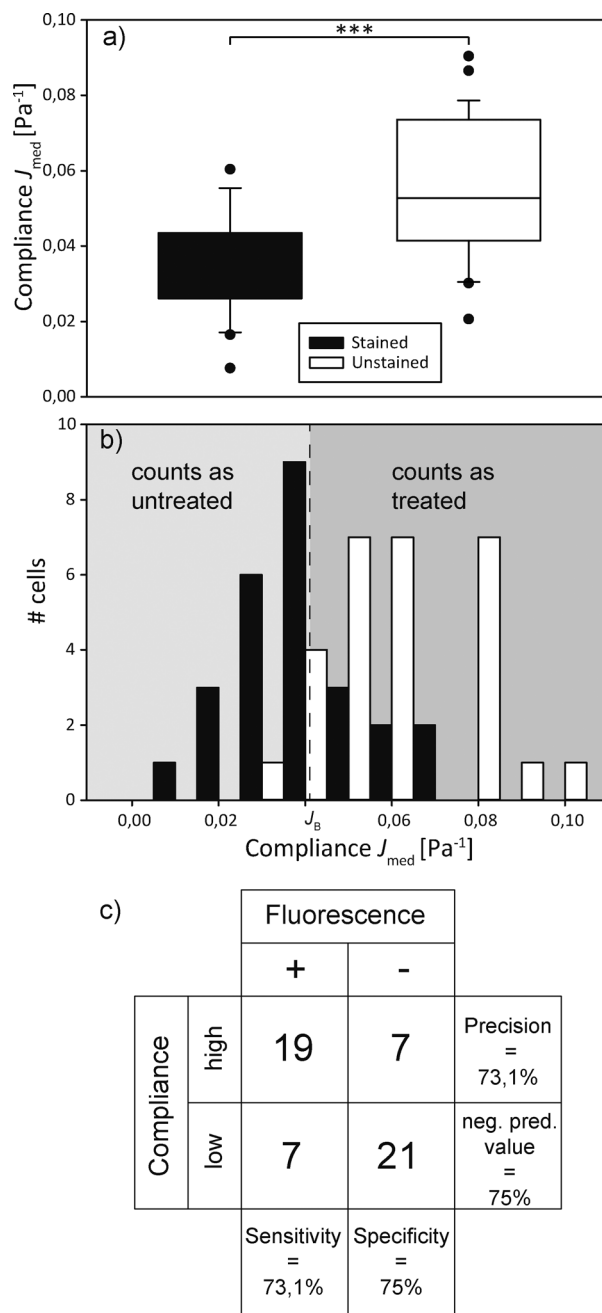 a)
***
0,10
0,08
0,06
0,04
0,02
0,00
Compliance Jmed [Pa-1]
Stained
Unstained
b)
counts as
untreated
counts as
treated
10
8
6
4
2
0
# cells
0,00 0,02 JB 0,06 0,08 0,10
Compliance Jmed [Pa-1]
c)
Fluorescence
+ -
Compliance
high
19 7
Precision
=
73,1%
low
7 21
neg. pred.
value
=
75%
Sensitivity
=
73,1%
Specificity
=
75%